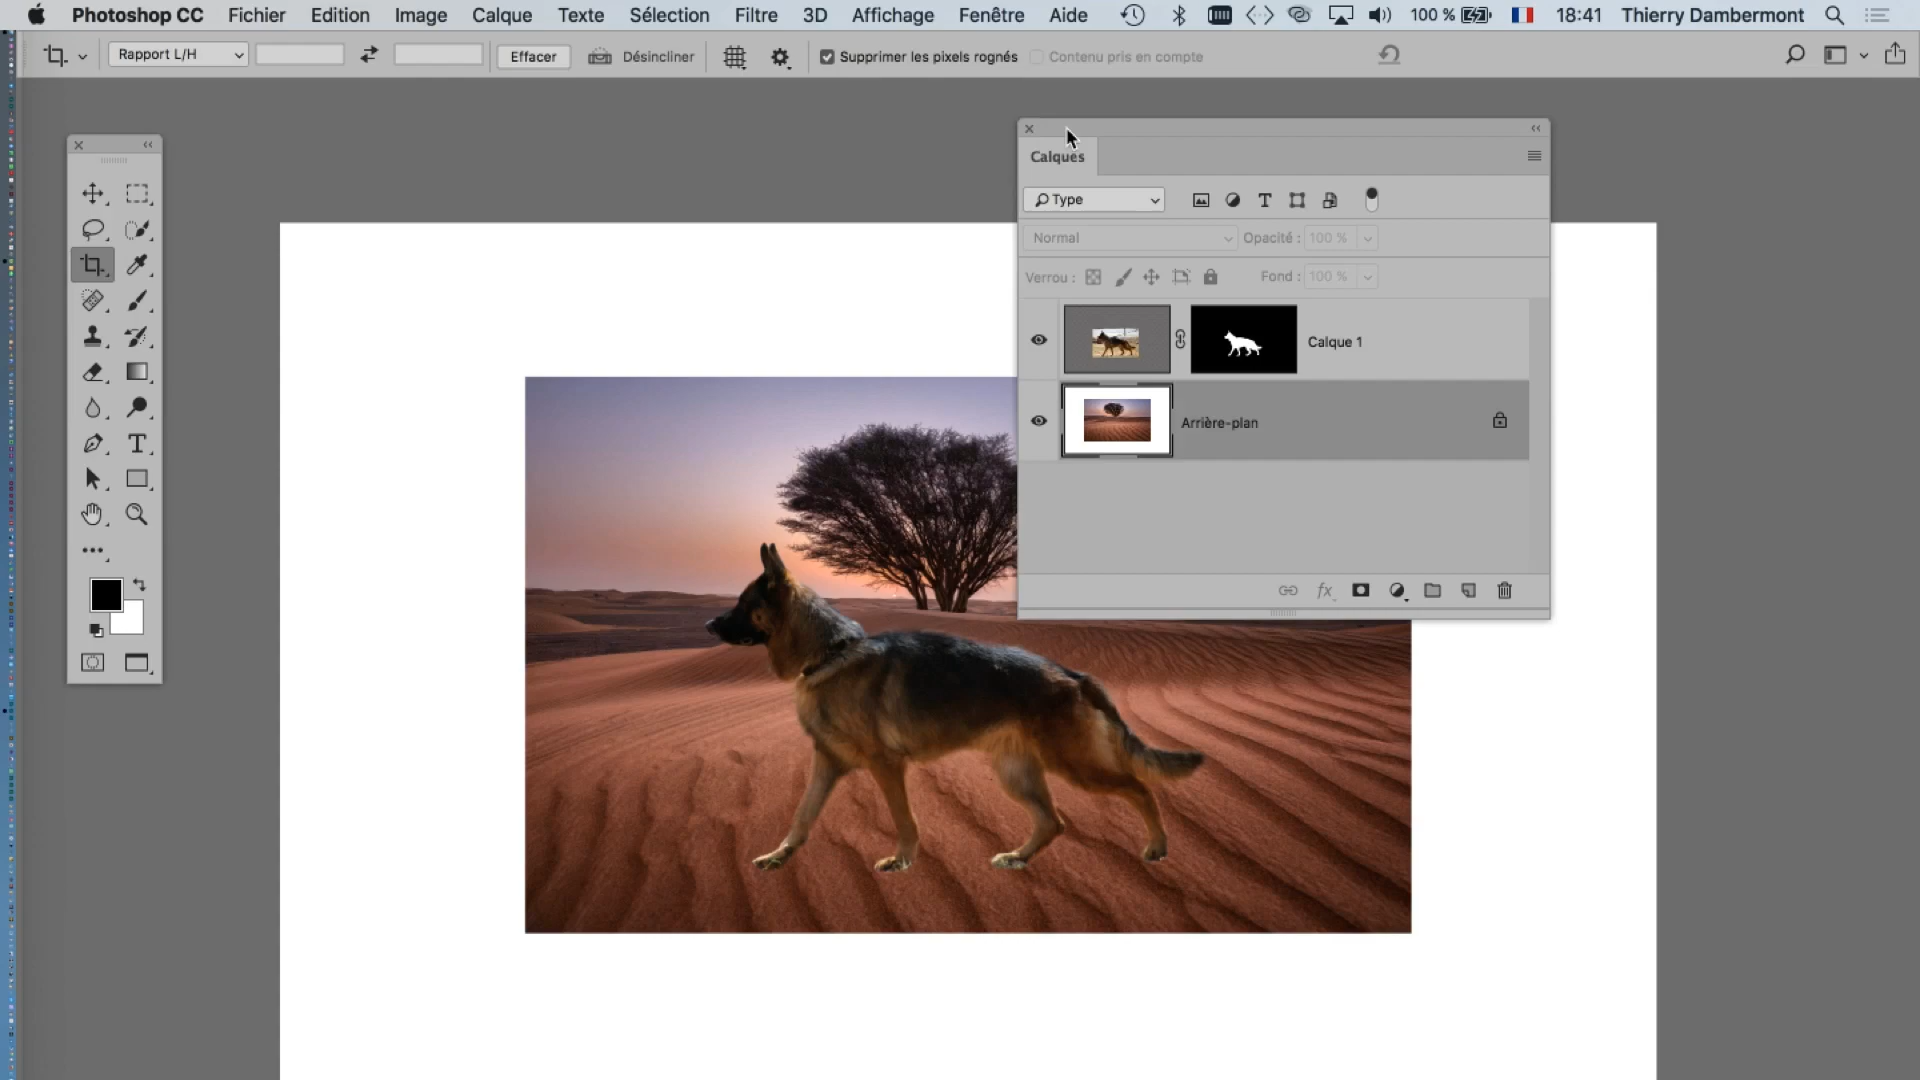 Photoshop CC Fichier Edition Image Calque Texte Sélection Filtre 3D Affichage Fenêtre Aide 100 % 18:41 Thierry Dambermont
Rapport L/H Effacer Désincliner Supprimer les pixels rognés Contenu pris en compte
Calques
Type
Normal Opacité : 100 %
Verrou : Fond : 100 %
Calque 1
Arrière-plan
fx